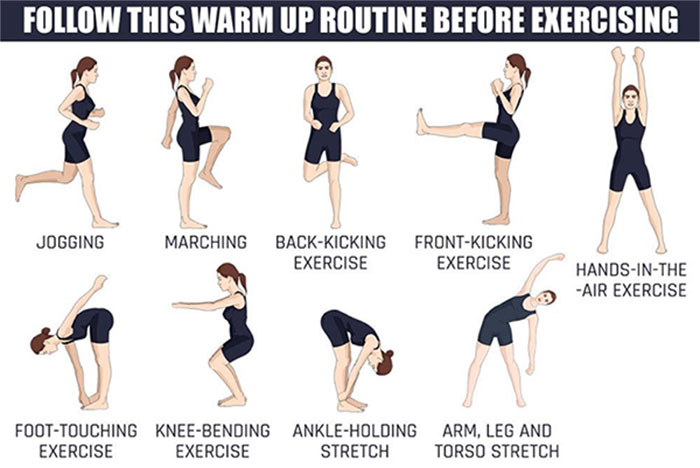 FOLLOW THIS WARM UP ROUTINE BEFORE EXERCISING
JOGGING
MARCHING
BACK-KICKING
EXERCISE
FRONT-KICKING
EXERCISE
HANDS-IN-THE
-AIR EXERCISE
FOOT-TOUCHING
EXERCISE
KNEE-BENDING
EXERCISE
ANKLE-HOLDING
STRETCH
ARM, LEG AND
TORSO STRETCH